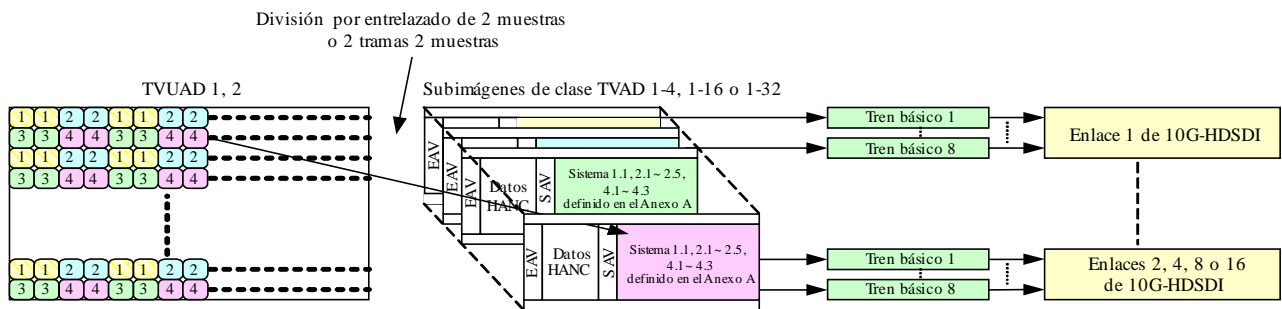 División por entrelazado de 2 muestras
o 2 tramas 2 muestras
TVUAD 1, 2
Subimágenes de clase TVAD 1-4, 1-16 o 1-32
1 1 2 2 1 1 2 2
3 3 4 4 3 3 4 4
1 1 2 2 1 1 2 2
3 3 4 4 3 3 4 4
1 1 2 2 1 1 2 2
3 3 4 4 3 3 4 4
EAV
EAV
EAV
Datos
HANC
SAV
Sistema 1.1, 2.1~ 2.5,
4.1~ 4.3
definido en el Anexo A
EAV
Datos
HANC
SAV
Sistema 1.1, 2.1~ 2.5,
4.1~ 4.3
definido en el Anexo A
Tren básico 1
Tren básico 8
Enlace 1 de 10G-HDSDI
Tren básico 1
Tren básico 8
Enlaces 2, 4, 8 o 16
de 10G-HDSDI